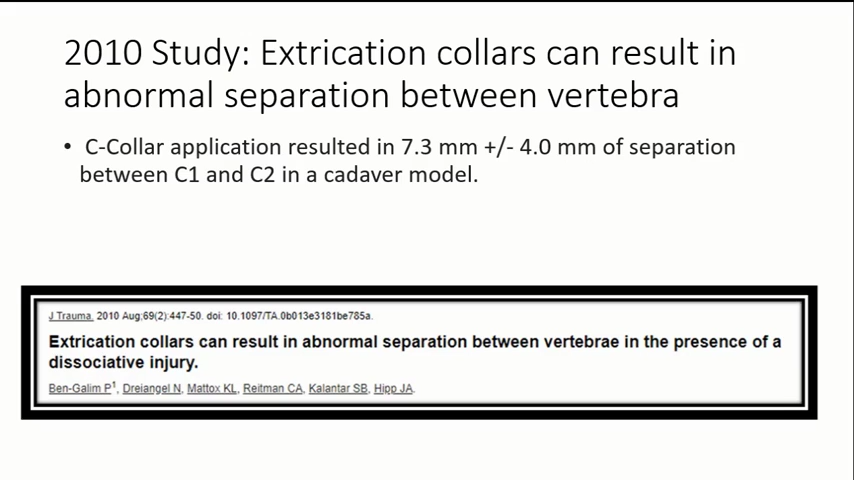 2010 Study: Extrication collars can result in
abnormal separation between vertebra
• C-Collar application resulted in 7.3 mm +/- 4.0 mm of separation
between C1 and C2 in a cadaver model.
J Trauma. 2010 Aug;69(2):447-50. doi: 10.1097/TA.0b013e3181be785a.
Extrication collars can result in abnormal separation between vertebrae in the presence of a
dissociative injury.
Ben-Galim P1, Dreiangel N, Mattox KL, Reitman CA, Kalantar SB, Hipp JA.